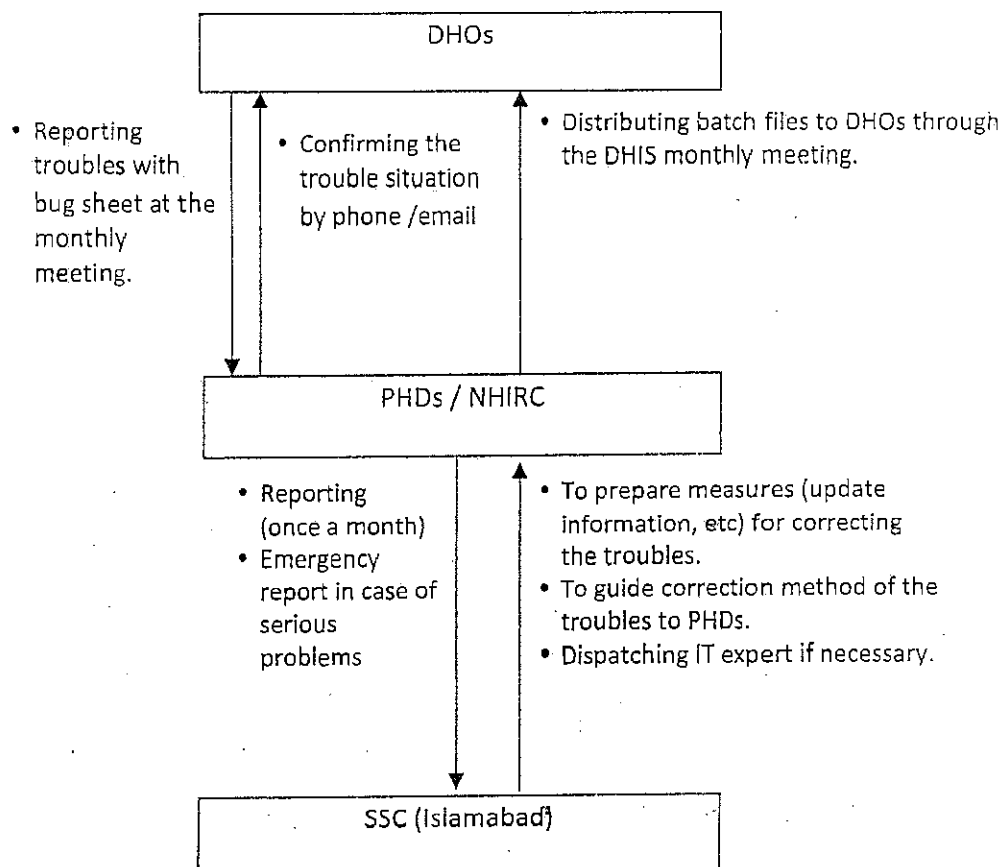 DHOs
• Reporting
troubles with
bug sheet at the
monthly
meeting.
• Confirming the
trouble situation
by phone /email
• Distributing batch files to DHOs through
the DHIS monthly meeting.
PHDs / NHIRC
• Reporting
(once a month)
• Emergency
report in case of
serious
problems
• To prepare measures (update
information, etc) for correcting
the troubles.
• To guide correction method of the
troubles to PHDs.
• Dispatching IT expert if necessary.
SSC (Islamabad)